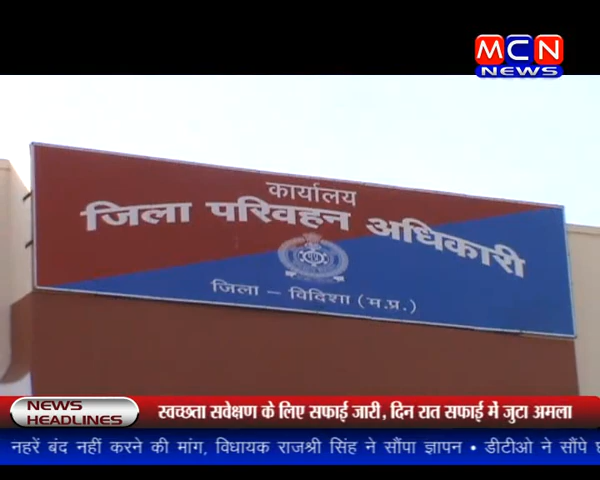 MCN
NEWS
कार्यालय
जिला परिवहन अधिकारी
जिला - विदिशा (म.प्र.)
NEWS
HEADLINES
स्वच्छता सवेक्षण के लिए सफाई जारी, दिन रात सफाई में जुटा अमला
नहरें बंद नहीं करने की मांग, विधायक राजश्री सिंह ने सौंपा ज्ञापन • डीटीओ ने सौंपे